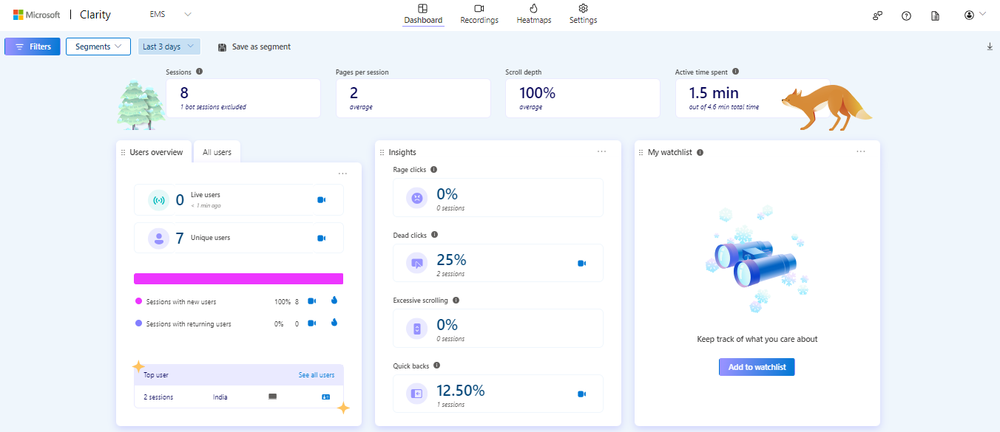 Microsoft | Clarity
EMS
Dashboard
Recordings
Heatmaps
Settings
Filters
Segments
Last 3 days
Save as segment
Sessions
8
1 bot sessions excluded
Pages per session
2
average
Scroll depth
100%
average
Active time spent
1.5 min
out of 4.6 min total time
Users overview
All users
0
Live users
< 1 min ago
7
Unique users
Sessions with new users 100% 8
Sessions with returning users 0% 0
Top user See all users
2 sessions India
Insights
Rage clicks
0%
0 sessions
Dead clicks
25%
2 sessions
Excessive scrolling
0%
0 sessions
Quick backs
12.50%
1 sessions
My watchlist
Keep track of what you care about
Add to watchlist